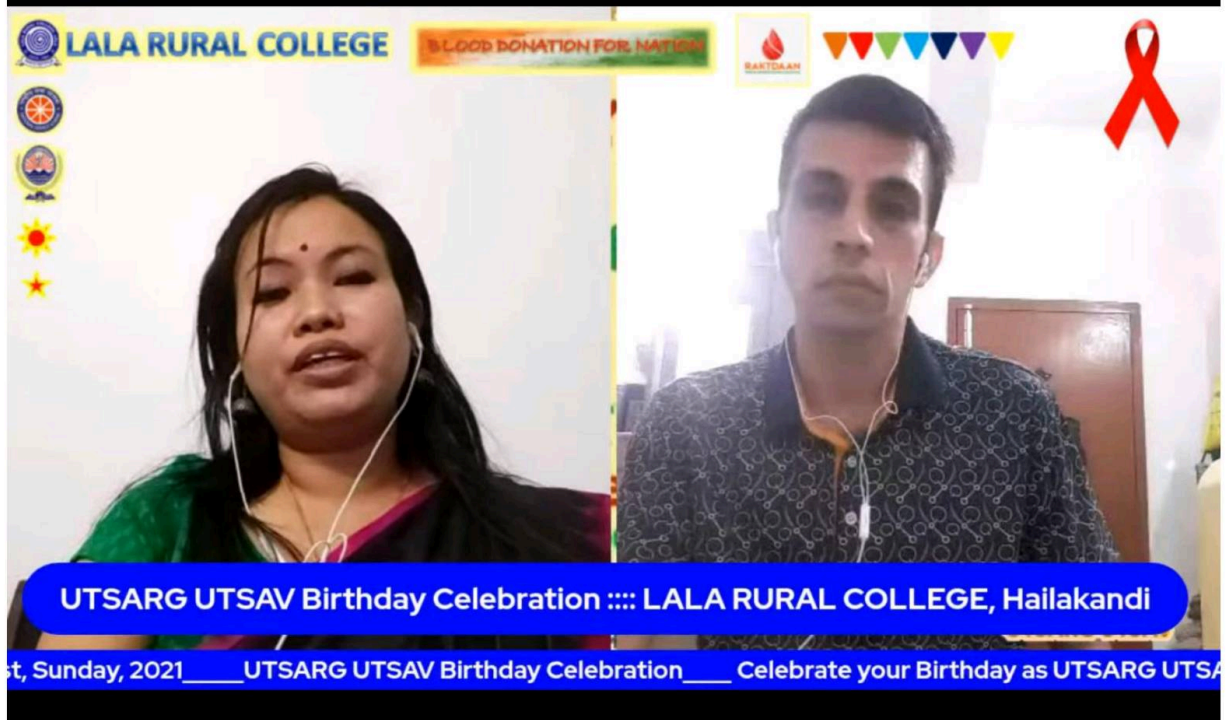 LALA RURAL COLLEGE
BLOOD DONATION FOR NATION
RAKTDAAN
UTSARG UTSAV Birthday Celebration :::: LALA RURAL COLLEGE, Hailakandi
st, Sunday, 2021_____UTSARG UTSAV Birthday Celebration____ Celebrate your Birthday as UTSARG UTSA